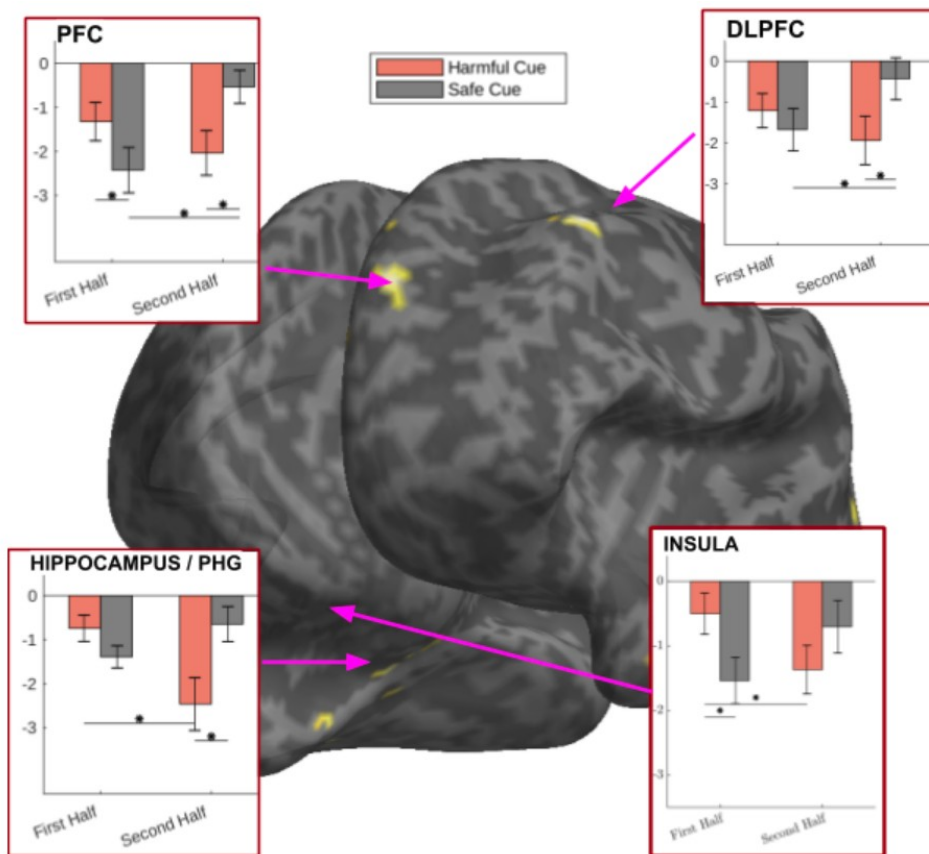 PFC
0
-1
-2
-3
First Half
Second Half
Harmful Cue
Safe Cue
DLPFC
0
-1
-2
-3
First Half
Second Half
HIPPOCAMPUS / PHG
0
-1
-2
-3
First Half
Second Half
INSULA
0
-1
-2
-3
First Half
Second Half